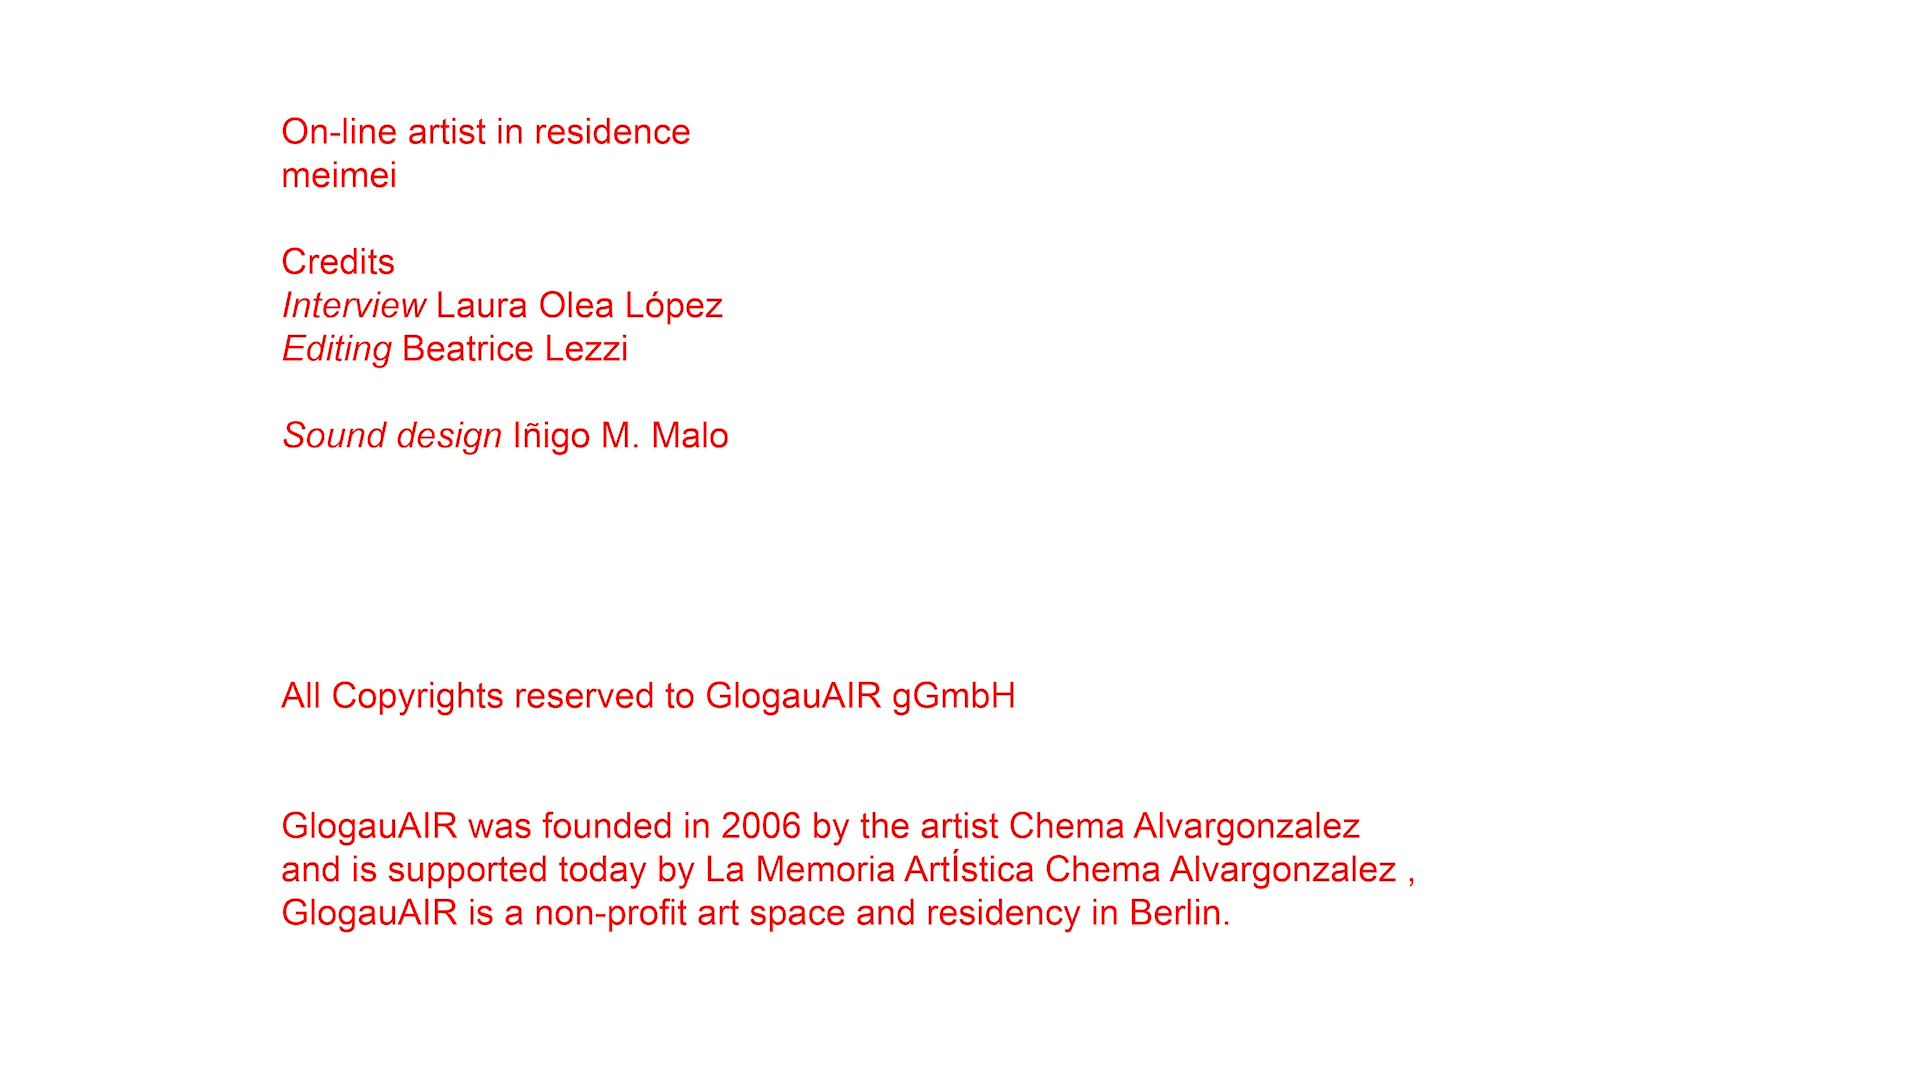 On-line artist in residence
meimei
Credits
Interview Laura Olea López
Editing Beatrice Lezzi
Sound design Iñigo M. Malo
All Copyrights reserved to GlogauAIR gGmbH
GlogauAIR was founded in 2006 by the artist Chema Alvargonzalez
and is supported today by La Memoria ArtÍstica Chema Alvargonzalez ,
GlogauAIR is a non-profit art space and residency in Berlin.